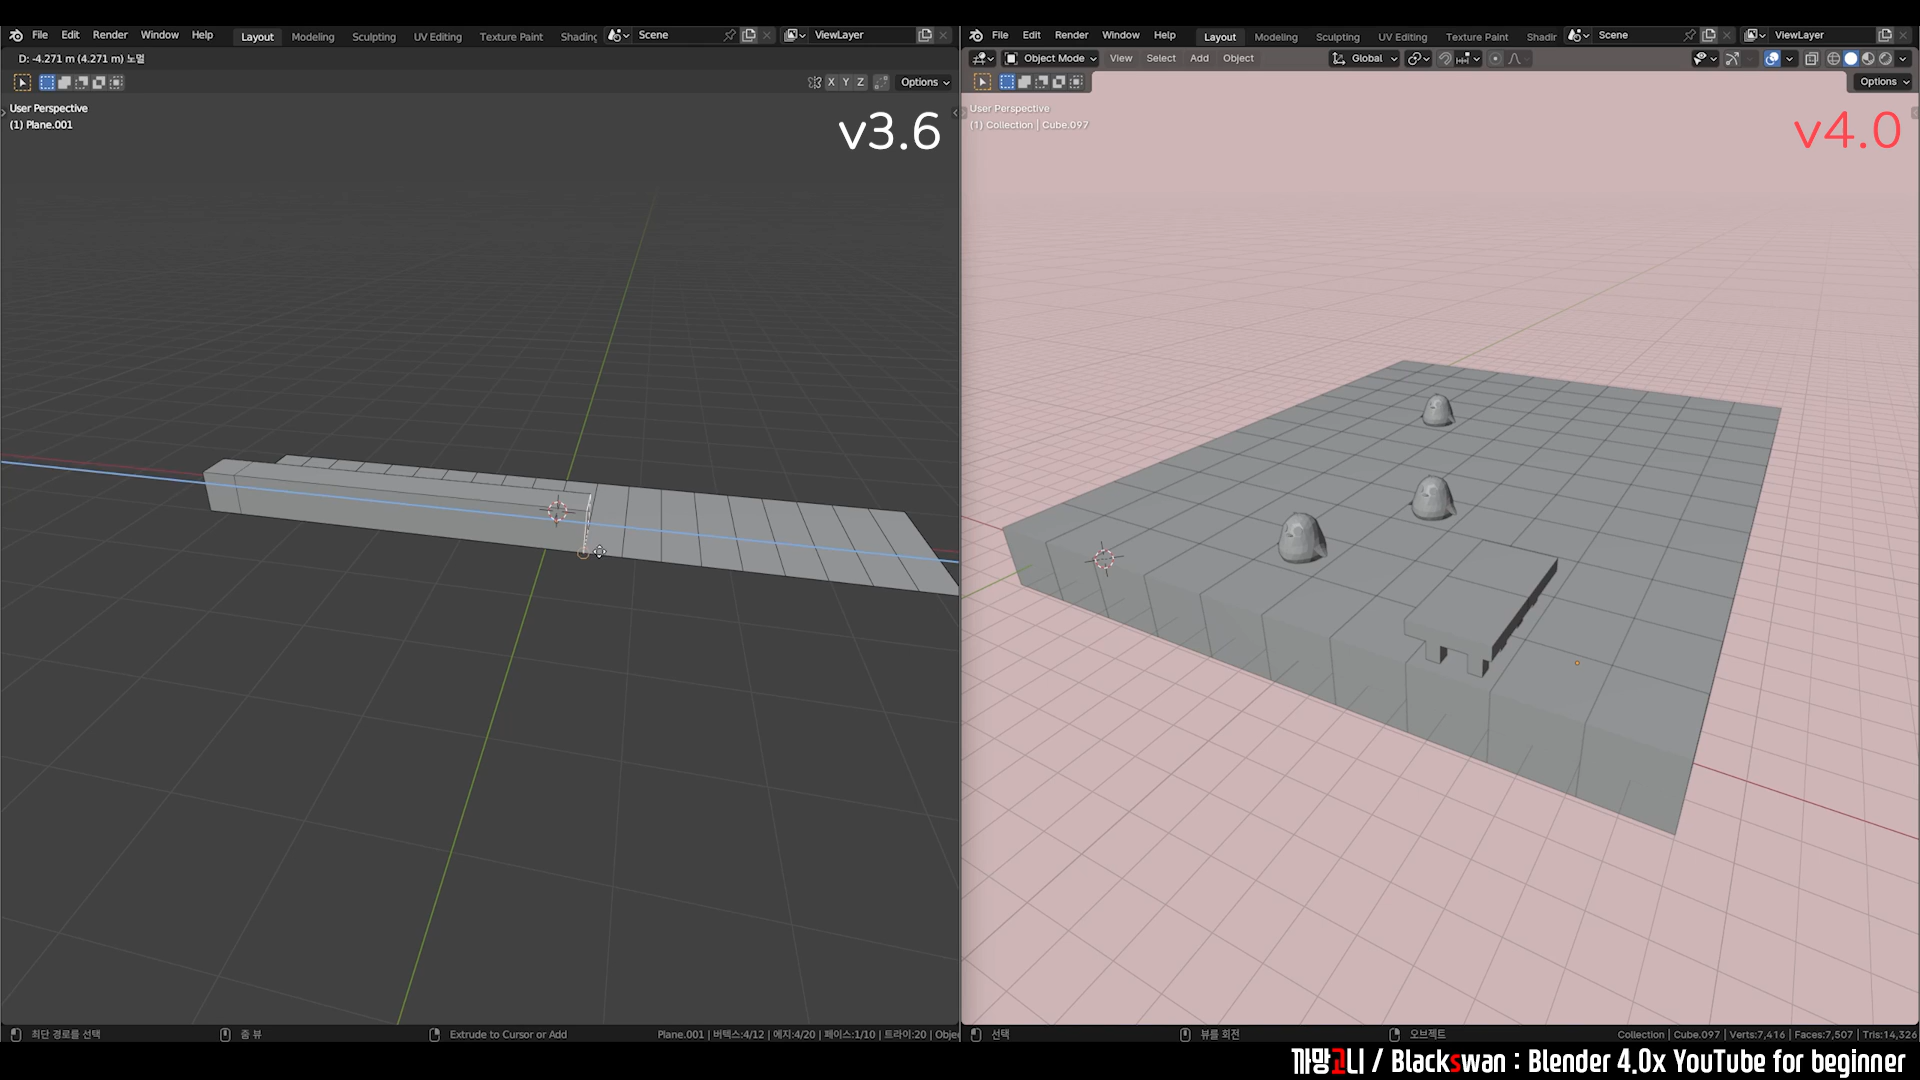 File Edit Render Window Help Layout Modeling Sculpting UV Editing Texture Paint Shading Scene ViewLayer
D: -4.271 m (4.271 m) 노멀
X Y Z Options
User Perspective
(1) Plane.001
v3.6
최단 경로를 선택 줌 뷰 Extrude to Cursor or Add Plane.001 | 버텍스:4/12 | 에지:4/20 | 페이스:1/10 | 트라이:20 | Obje
File Edit Render Window Help Layout Modeling Sculpting UV Editing Texture Paint Shadir Scene ViewLayer
Object Mode View Select Add Object Global
Options
User Perspective
(1) Collection | Cube.097
v4.0
선택 뷰를 회전 오브젝트 Collection | Cube.097 | Verts:7,416 | Faces:7,507 | Tris:14,326
까망고니 / Blackswan : Blender 4.0x YouTube for beginner